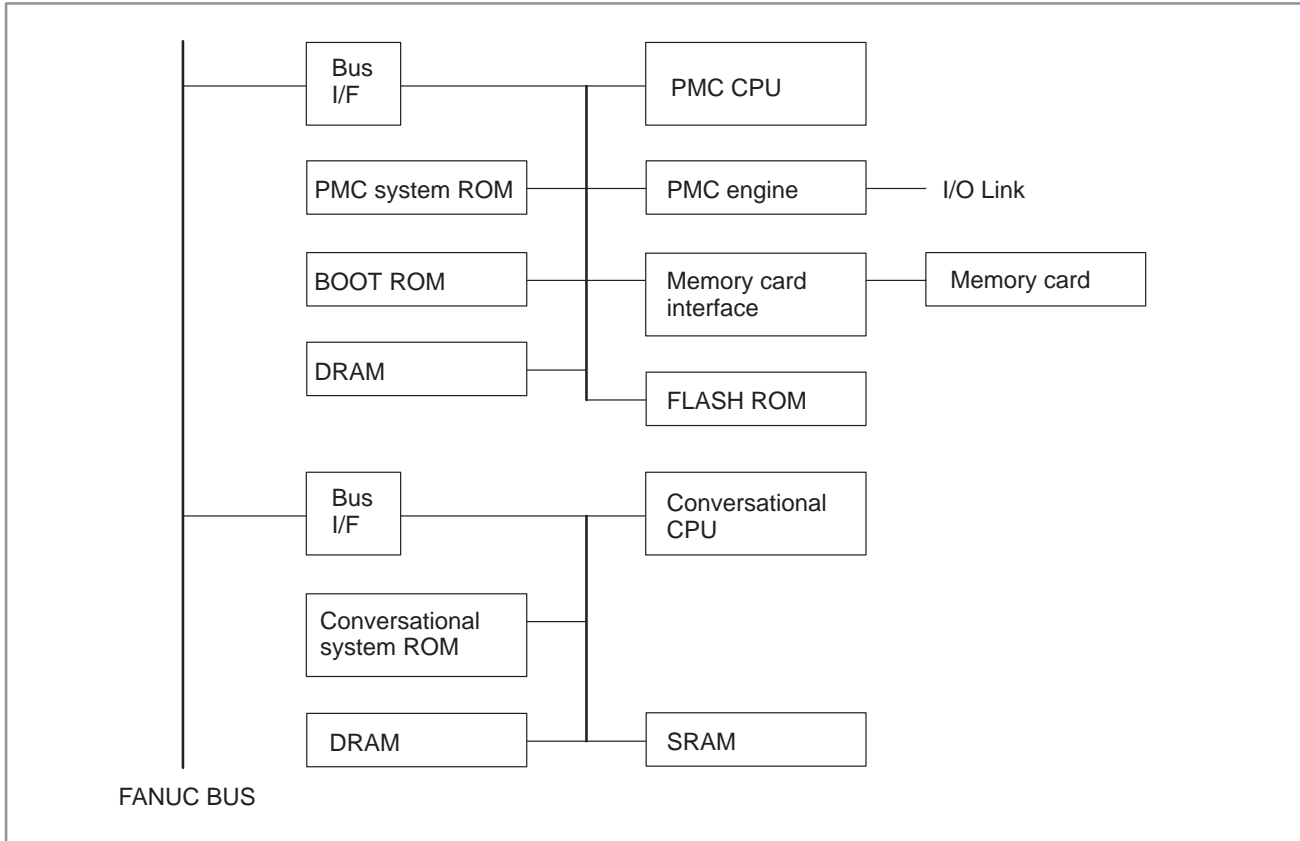 Bus
I/F
PMC CPU
PMC system ROM
PMC engine
I/O Link
BOOT ROM
Memory card
interface
Memory card
DRAM
FLASH ROM
Bus
I/F
Conversational
CPU
Conversational
system ROM
DRAM
SRAM
FANUC BUS